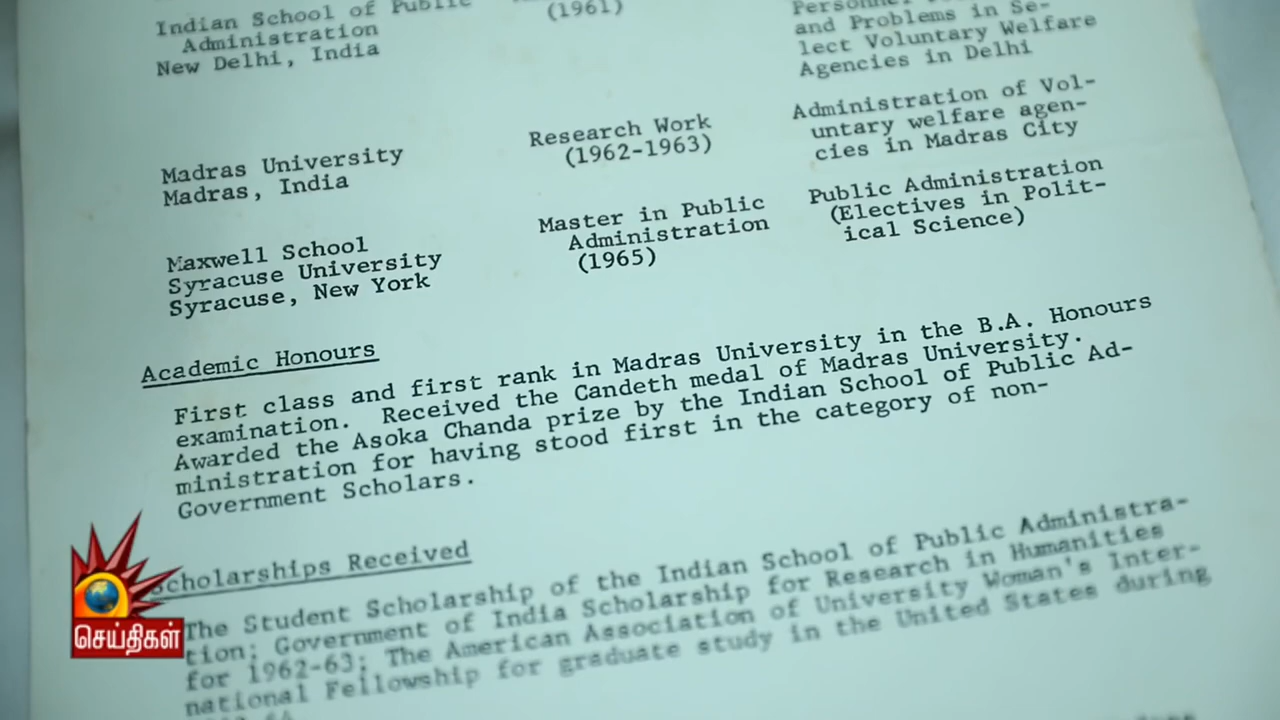 Indian School of Public
Administration
New Delhi, India
(1961)
Personnel
and Problems in Se-
lect Voluntary Welfare
Agencies in Delhi
Madras University
Madras, India
Research Work
(1962-1963)
Administration of Vol-
untary welfare agen-
cies in Madras City
Maxwell School
Syracuse University
Syracuse, New York
Master in Public
Administration
(1965)
Public Administration
(Electives in Polit-
ical Science)
Academic Honours
First class and first rank in Madras University in the B.A. Honours
examination. Received the Candeth medal of Madras University.
Awarded the Asoka Chanda prize by the Indian School of Public Ad-
ministration for having stood first in the category of non-
Government Scholars.
Scholarships Received
The Student Scholarship of the Indian School of Public Administra-
tion; Government of India Scholarship for Research in Humanities
for 1962-63; The American Association of University Woman's Inter-
national Fellowship for graduate study in the United States during
செய்திகள்